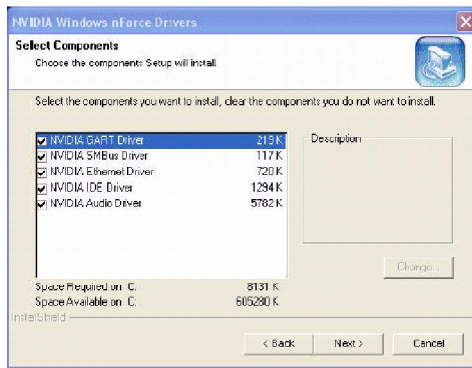 NVIDIA Windows nForce Drivers
Select Components
Choose the components Setup will install.
Select the components you want to install, clear the components you do not want to install.
NVIDIA GART Driver 219 K
NVIDIA SMBus Driver 117 K
NVIDIA Ethernet Driver 720 K
NVIDIA IDE Driver 1294 K
NVIDIA Audio Driver 5782 K
Description
Change...
Space Required on C: 8131 K
Space Available on C: 605280 K
InstallShield
< Back Next > Cancel